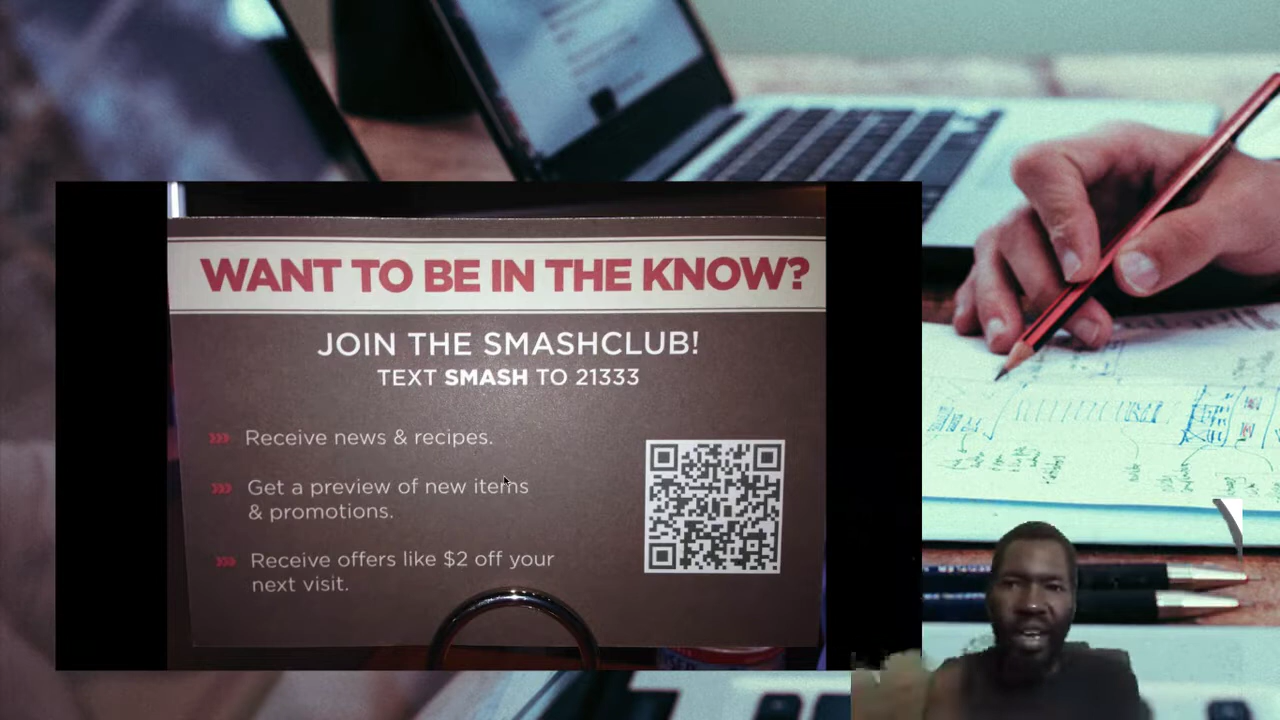 WANT TO BE IN THE KNOW?
JOIN THE SMASHCLUB!
TEXT SMASH TO 21333
Receive news & recipes.
Get a preview of new items
& promotions.
Receive offers like $2 off your
next visit.